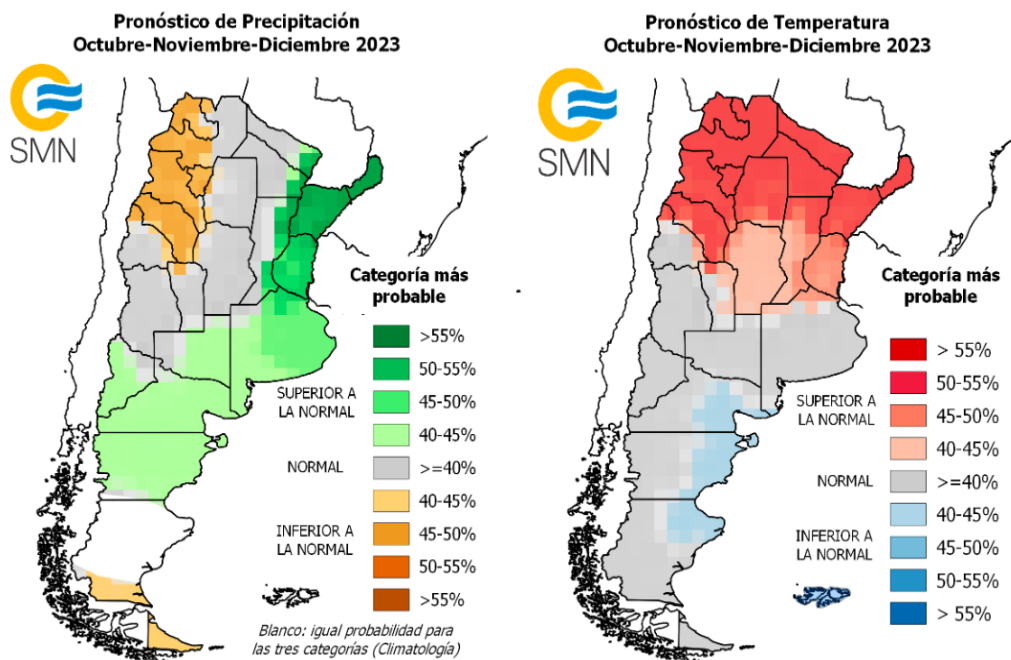 Pronóstico de Precipitación
Octubre-Noviembre-Diciembre 2023
SMN
Categoría más
probable
>55%
50-55%
SUPERIOR A
LA NORMAL
45-50%
40-45%
NORMAL
>=40%
40-45%
INFERIOR A
LA NORMAL
45-50%
50-55%
>55%
Blanco: igual probabilidad para
las tres categorías (Climatología)
Pronóstico de Temperatura
Octubre-Noviembre-Diciembre 2023
SMN
Categoría más
probable
> 55%
50-55%
SUPERIOR A
LA NORMAL
45-50%
40-45%
NORMAL
>=40%
40-45%
INFERIOR A
LA NORMAL
45-50%
50-55%
> 55%